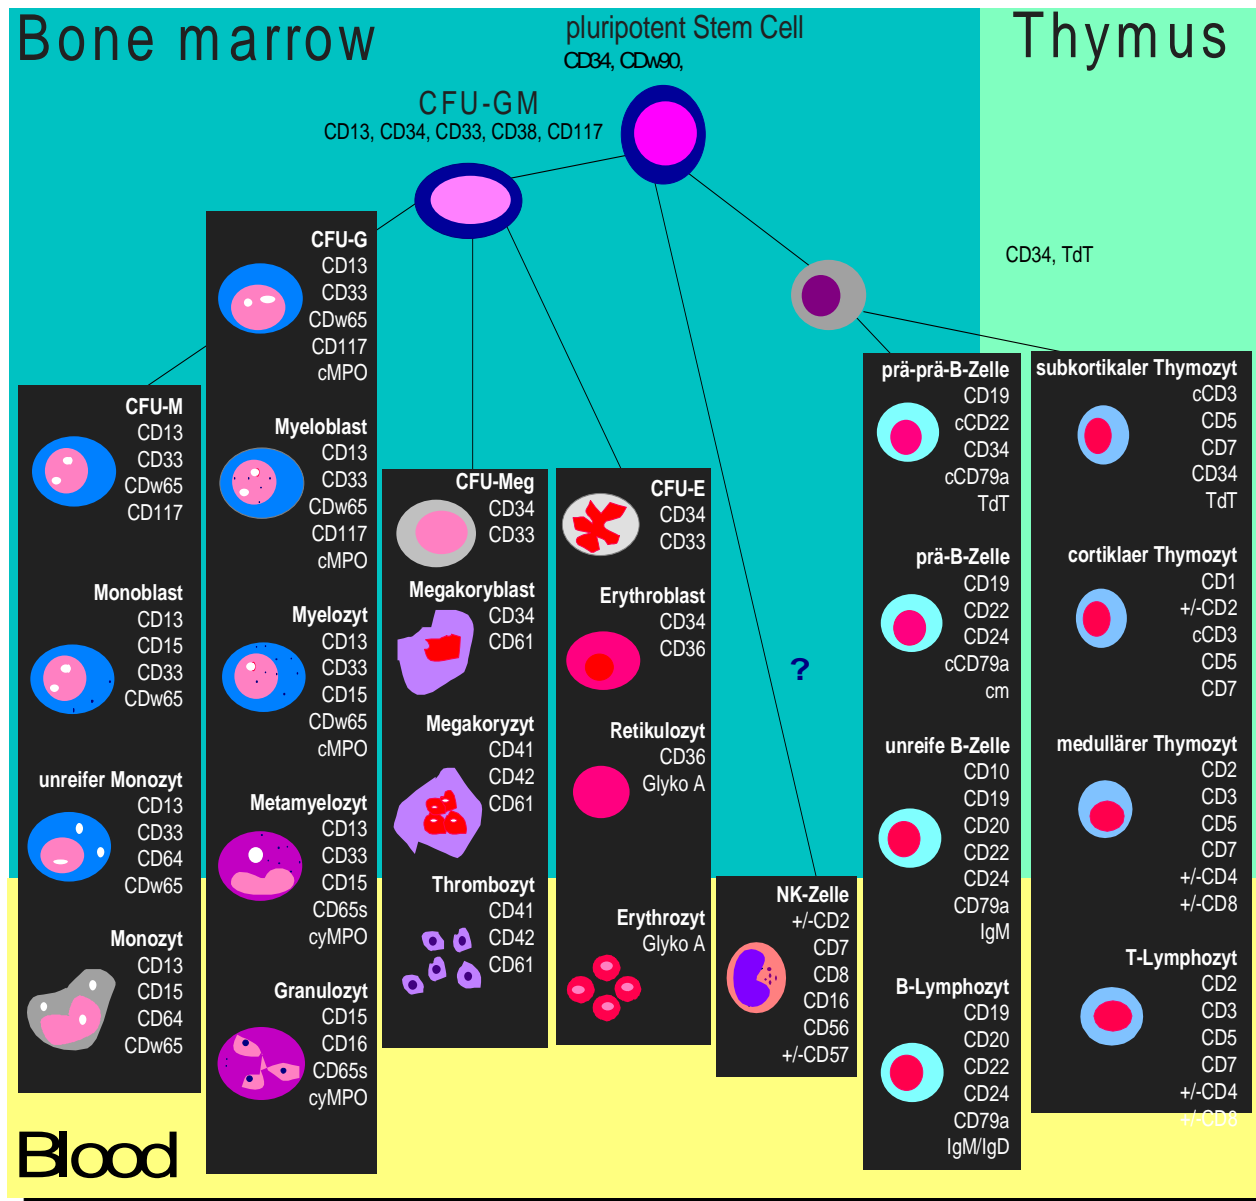 Bone marrow
pluripotent Stem Cell
CD34, CDw90,
Thymus
CFU-GM
CD13, CD34, CD33, CD38, CD117
CD34, TdT
CFU-M
CD13
CD33
CDw65
CD117
Monoblast
CD13
CD15
CD33
CDw65
unreifer Monozyt
CD13
CD33
CD64
CDw65
Monozyt
CD13
CD15
CD64
CDw65
CFU-G
CD13
CD33
CDw65
CD117
cMPO
Myeloblast
CD13
CD33
CDw65
CD117
cMPO
Myelozyt
CD13
CD33
CD15
CDw65
cMPO
Metamyelozyt
CD13
CD33
CD15
CD65s
cyMPO
Granulozyt
CD15
CD16
CD65s
cyMPO
CFU-Meg
CD34
CD33
Megakoryblast
CD34
CD61
Megakoryzyt
CD41
CD42
CD61
Thrombozyt
CD41
CD42
CD61
CFU-E
CD34
CD33
Erythroblast
CD34
CD36
Retikulozyt
CD36
Glyko A
Erythrozyt
Glyko A
?
NK-Zelle
+/-CD2
CD7
CD8
CD16
CD56
+/-CD57
prä-prä-B-Zelle
CD19
cCD22
CD34
cCD79a
TdT
prä-B-Zelle
CD19
CD22
CD24
cCD79a
cm
unreife B-Zelle
CD10
CD19
CD20
CD22
CD24
CD79a
IgM
B-Lymphozyt
CD19
CD20
CD22
CD24
CD79a
IgM/IgD
subkortikaler Thymozyt
cCD3
CD5
CD7
CD34
TdT
cortiklaer Thymozyt
CD1
+/-CD2
cCD3
CD5
CD7
medullärer Thymozyt
CD2
CD3
CD5
CD7
+/-CD4
+/-CD8
T-Lymphozyt
CD2
CD3
CD5
CD7
+/-CD4
+/-CD8
Blood